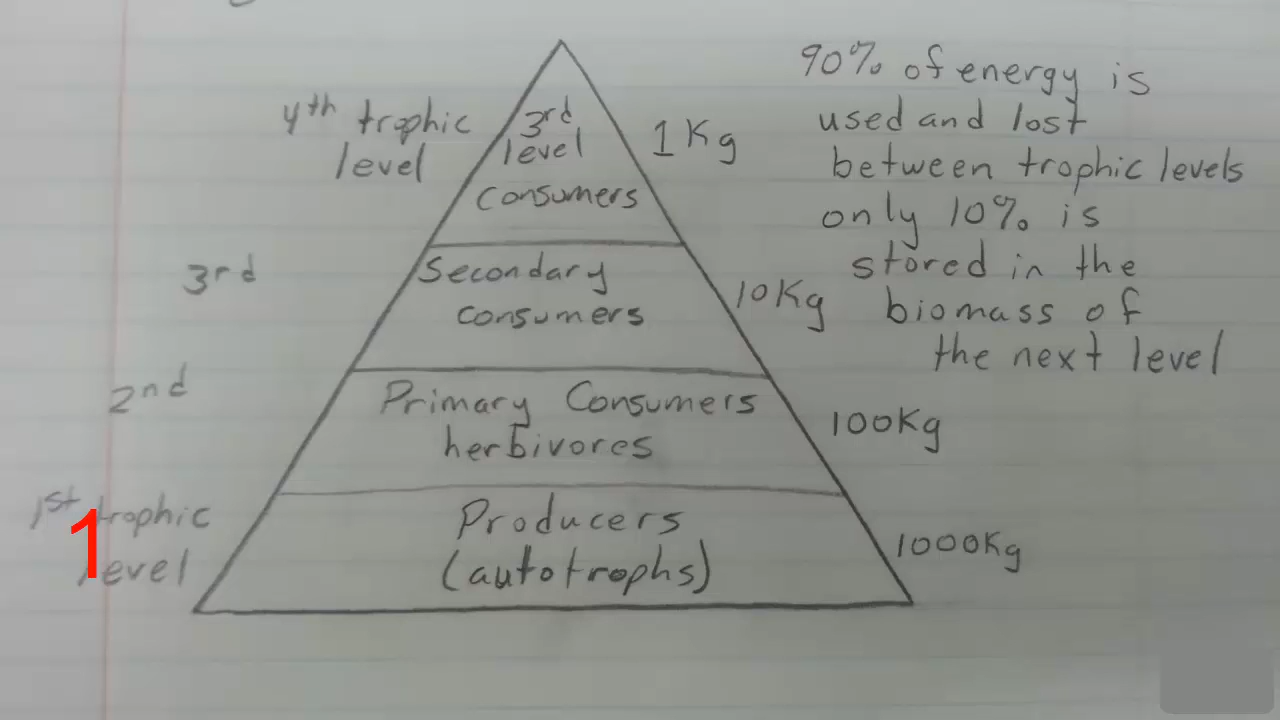 4th trophic
level
3rd
level
consumers
1Kg
90% of energy is
used and lost
between trophic levels
only 10% is
stored in the
biomass of
the next level
3rd
Secondary
consumers
10Kg
2nd
Primary Consumers
herbivores
100Kg
1st trophic
level
1
Producers
(autotrophs)
1000Kg